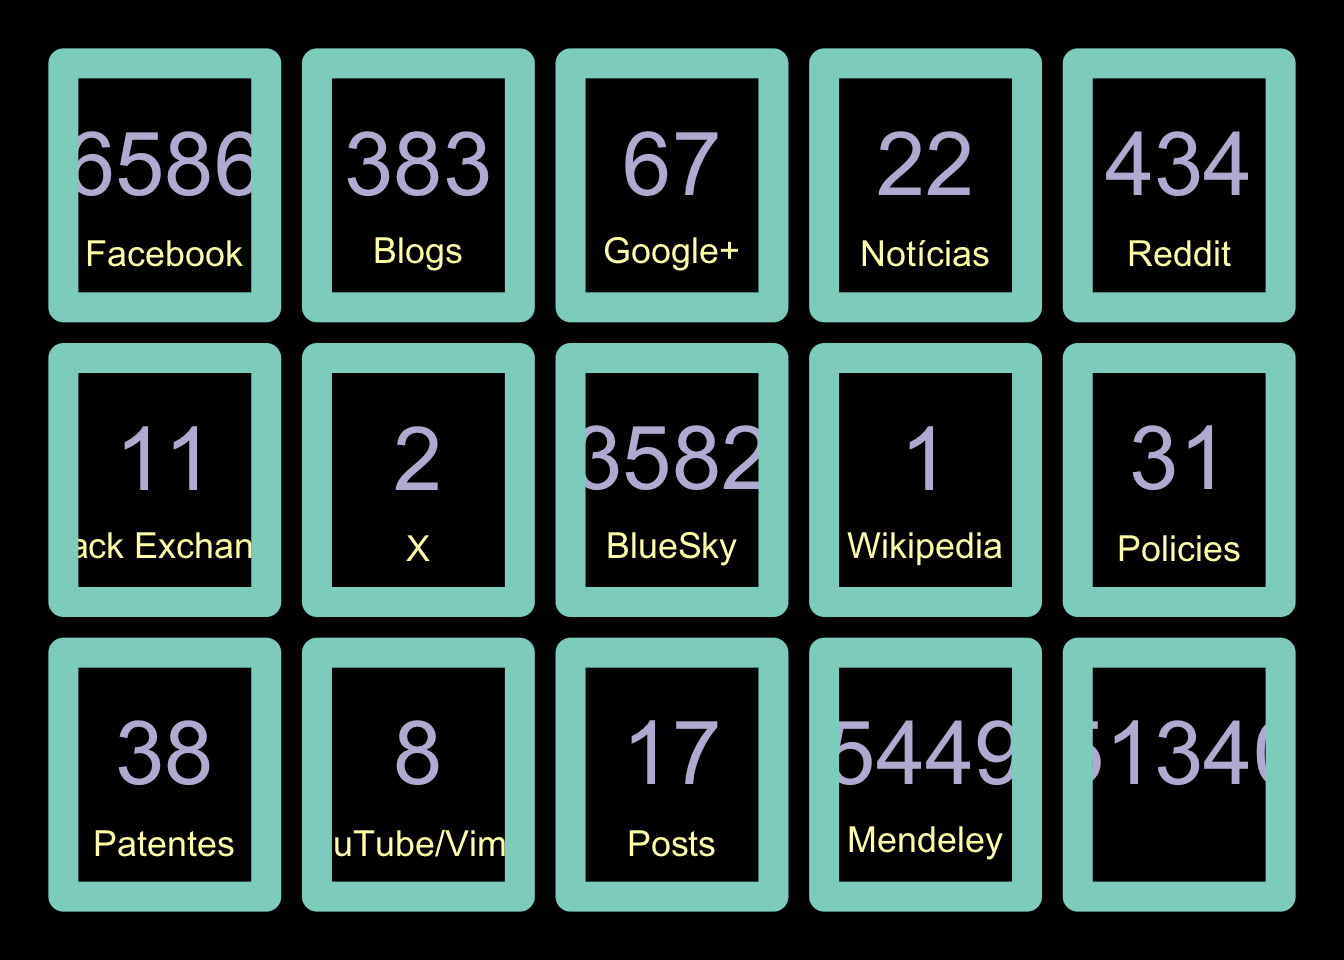 6586
Facebook
383
Blogs
67
Google+
22
Notícias
434
Reddit
11
ack Exchan
2
X
3582
BlueSky
1
Wikipedia
31
Policies
38
Patentes
8
uTube/Vim
17
Posts
5449
Mendeley